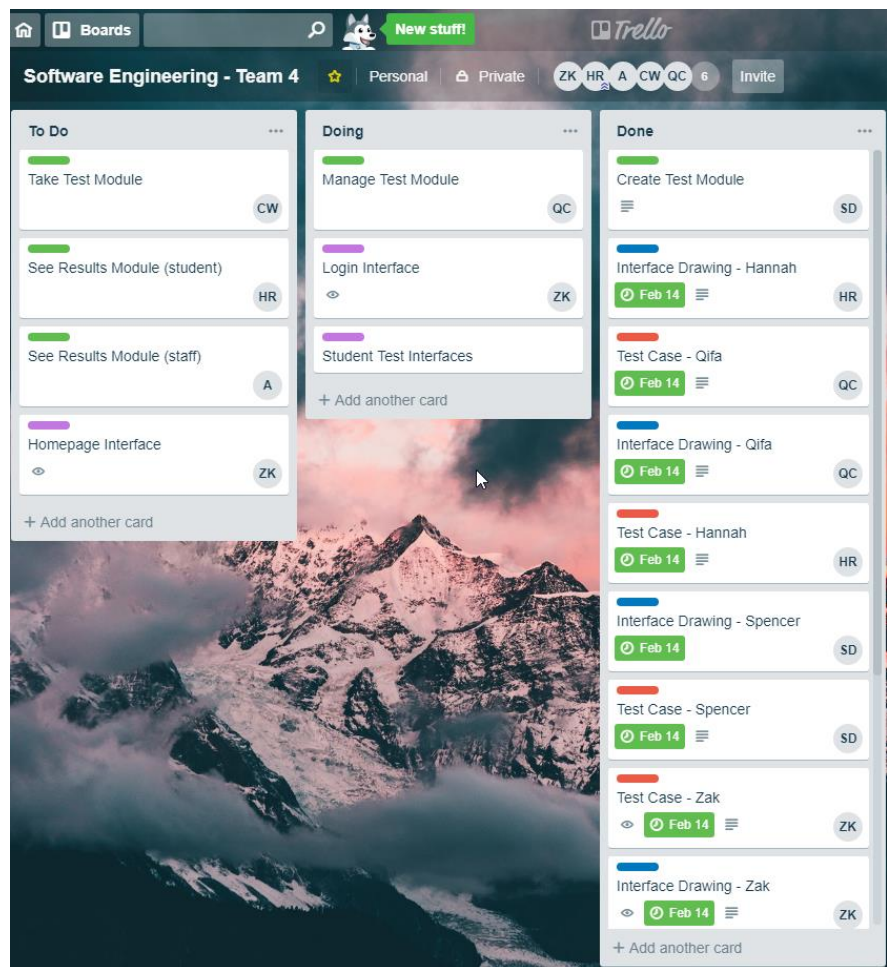 Boards
New stuff!
Trello
Software Engineering - Team 4
Personal
Private
ZK HR A CW QC 6
Invite
To Do
Take Test Module
CW
See Results Module (student)
HR
See Results Module (staff)
A
Homepage Interface
ZK
+ Add another card
Doing
Manage Test Module
QC
Login Interface
ZK
Student Test Interfaces
+ Add another card
Done
Create Test Module
SD
Interface Drawing - Hannah
Feb 14
HR
Test Case - Qifa
Feb 14
QC
Interface Drawing - Qifa
Feb 14
QC
Test Case - Hannah
Feb 14
HR
Interface Drawing - Spencer
Feb 14
SD
Test Case - Spencer
Feb 14
SD
Test Case - Zak
Feb 14
ZK
Interface Drawing - Zak
Feb 14
ZK
+ Add another card